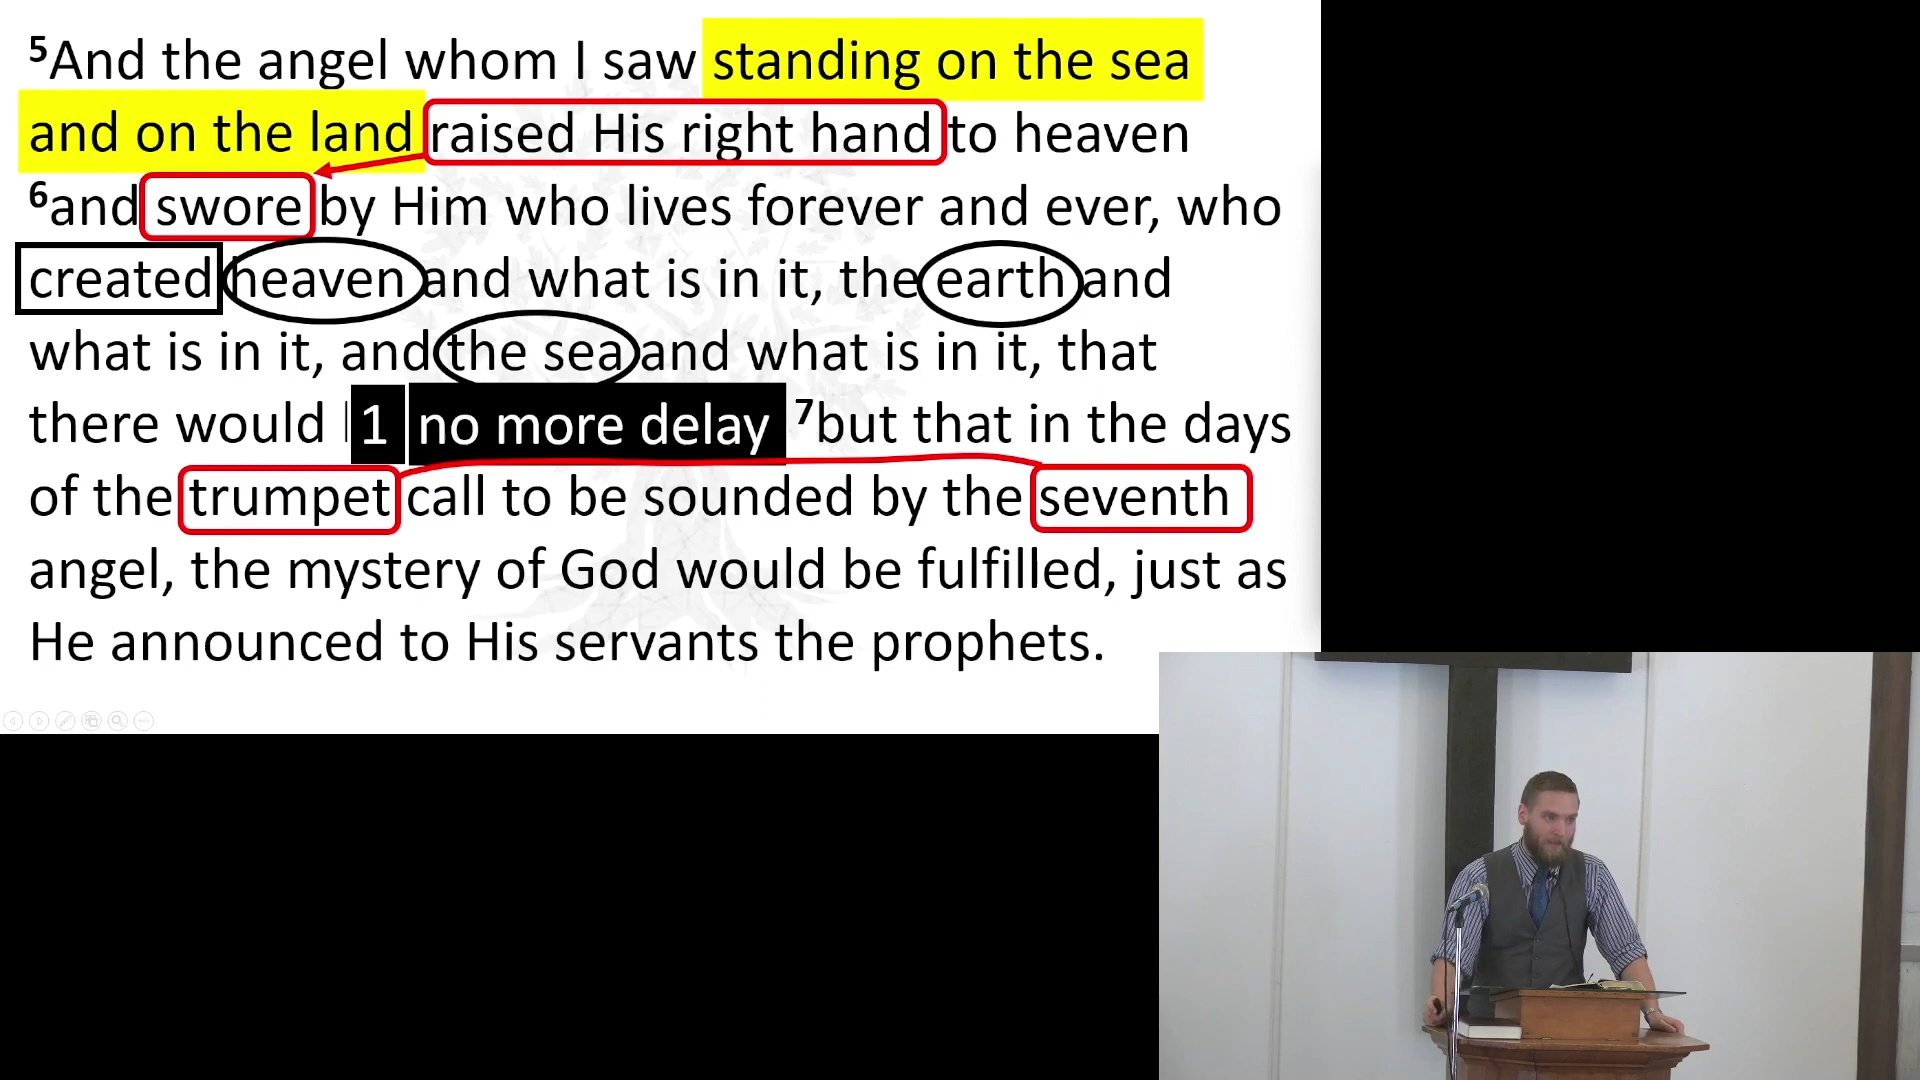 5And the angel whom I saw standing on the sea
and on the land raised His right hand to heaven
6and swore by Him who lives forever and ever, who
created heaven and what is in it, the earth and
what is in it, and the sea and what is in it, that
there would 1 no more delay 7but that in the days
of the trumpet call to be sounded by the seventh
angel, the mystery of God would be fulfilled, just as
He announced to His servants the prophets.